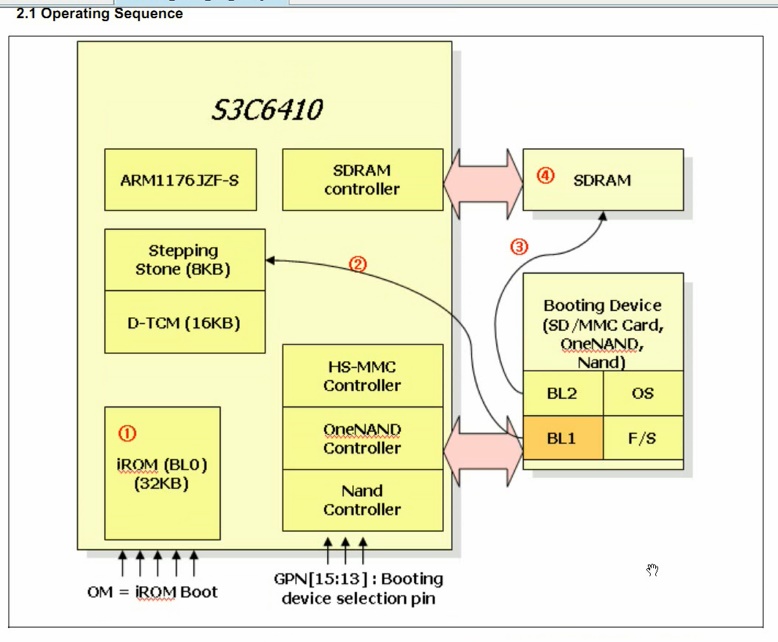 2.1 Operating Sequence
S3C6410
ARM1176JZF-S
SDRAM
controller
④
SDRAM
③
②
Stepping
Stone (8KB)
D-TCM (16KB)
Booting Device
(SD/MMC Card,
OneNAND,
Nand)
BL2
OS
BL1
F/S
HS-MMC
Controller
OneNAND
Controller
Nand
Controller
①
iROM (BL0)
(32KB)
OM = iROM Boot
GPN[15:13] : Booting
device selection pin